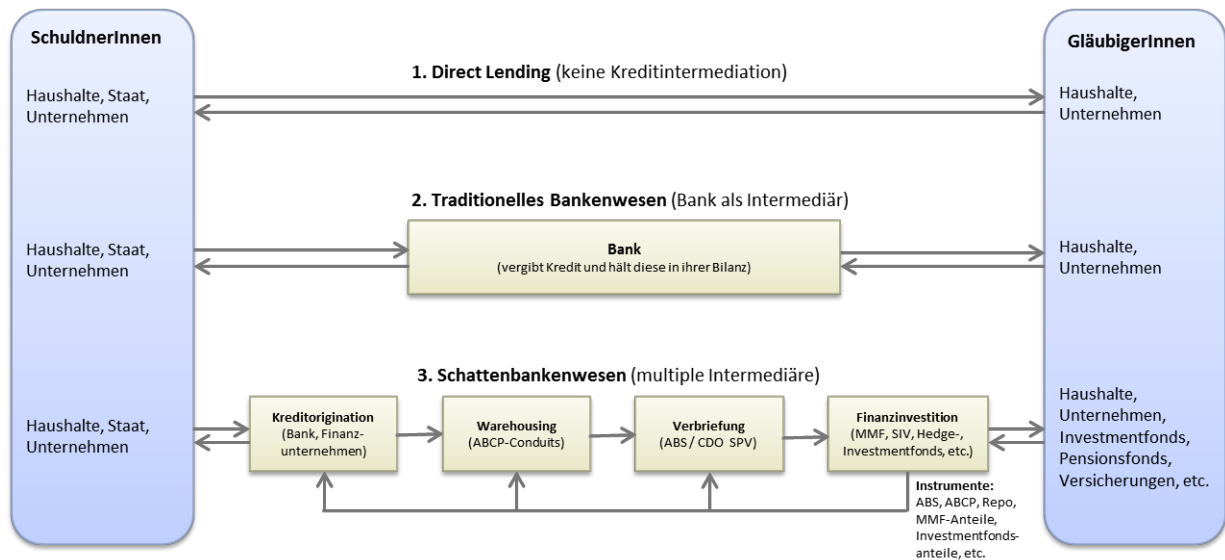 SchuldnerInnen
GläubigerInnen
1. Direct Lending (keine Kreditintermediation)
Haushalte, Staat,
Unternehmen
Haushalte,
Unternehmen
2. Traditionelles Bankenwesen (Bank als Intermediär)
Haushalte, Staat,
Unternehmen
Bank
(vergibt Kredit und hält diese in ihrer Bilanz)
Haushalte,
Unternehmen
3. Schattenbankenwesen (multiple Intermediäre)
Haushalte, Staat,
Unternehmen
Kreditorigination
(Bank, Finanz-
unternehmen)
Warehousing
(ABCP-Conduits)
Verbriefung
(ABS / CDO SPV)
Finanzinvestition
(MMF, SIV, Hedge-,
Investmentfonds, etc.)
Haushalte,
Unternehmen,
Investmentfonds,
Pensionsfonds,
Versicherungen, etc.
Instrumente:
ABS, ABCP, Repo,
MMF-Anteile,
Investmentfonds-
anteile, etc.